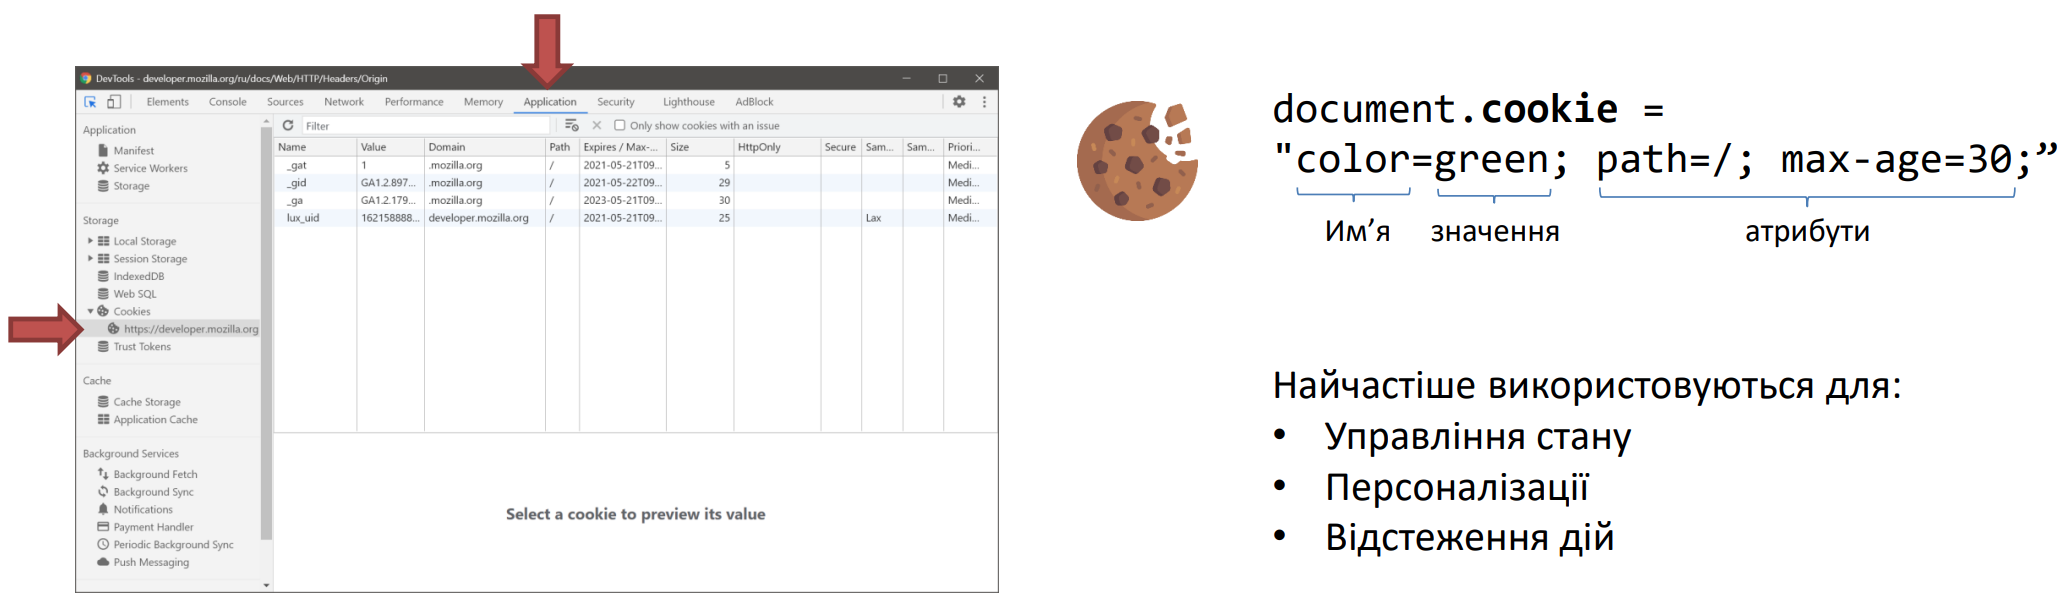 DevTools - developer.mozilla.org/ru/docs/Web/HTTP/Headers/Origin
Elements Console Sources Network Performance Memory Application Security Lighthouse AdBlock
Application
Manifest
Service Workers
Storage
Storage
Local Storage
Session Storage
IndexedDB
Web SQL
Cookies
https://developer.mozilla.org
Trust Tokens
Cache
Cache Storage
Application Cache
Background Services
Background Fetch
Background Sync
Notifications
Payment Handler
Periodic Background Sync
Push Messaging
Filter Only show cookies with an issue
Name Value Domain Path Expires / Max-... Size HttpOnly Secure Sam... Sam... Priori...
_gat 1 .mozilla.org / 2021-05-21T09... 5 Medi...
_gid GA1.2.897... .mozilla.org / 2021-05-22T09... 29 Medi...
_ga GA1.2.179... .mozilla.org / 2023-05-21T09... 30 Medi...
lux_uid 162158888... developer.mozilla.org / 2021-05-21T09... 25 Lax Medi...
Select a cookie to preview its value
document.cookie =
"color=green; path=/; max-age=30;”
Им’я значення атрибути
Найчастіше використовуються для:
• Управління стану
• Персоналізації
• Відстеження дій